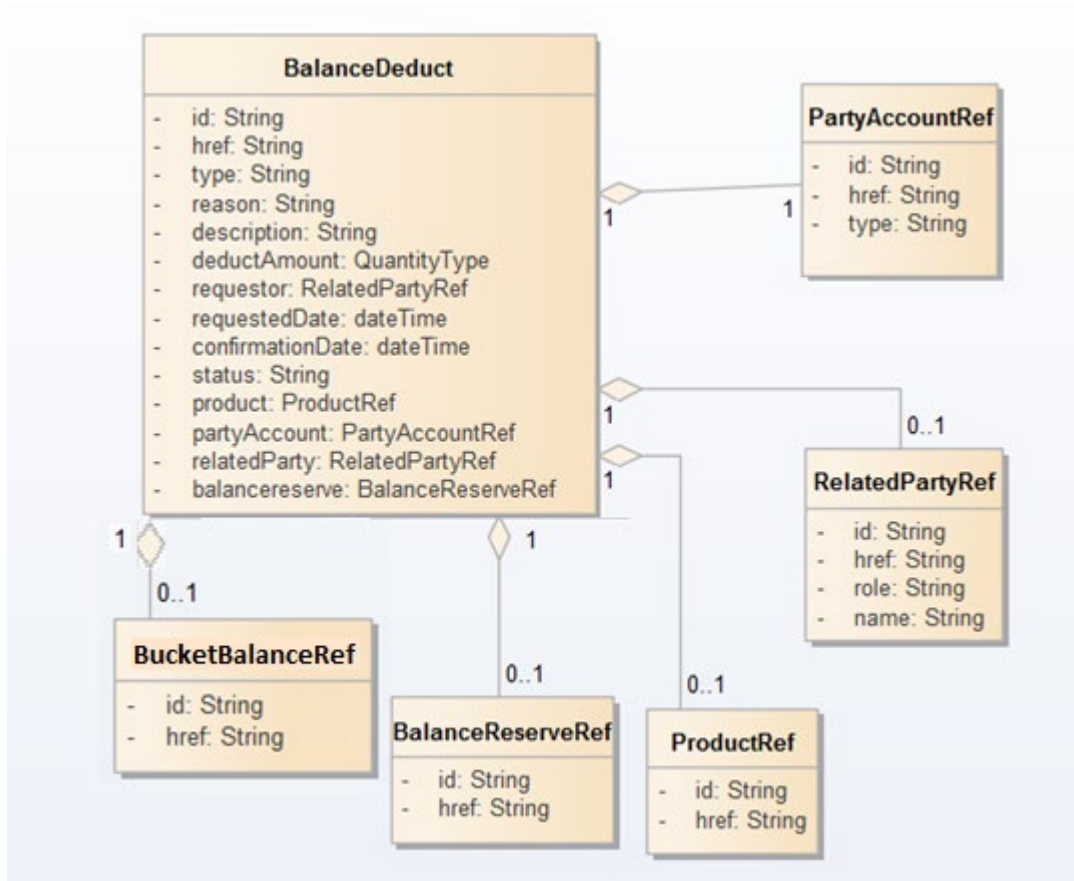 BalanceDeduct
- id: String
- href: String
- type: String
- reason: String
- description: String
- deductAmount: QuantityType
- requestor: RelatedPartyRef
- requestedDate: dateTime
- confirmationDate: dateTime
- status: String
- product: ProductRef
- partyAccount: PartyAccountRef
- relatedParty: RelatedPartyRef
- balancereserve: BalanceReserveRef
PartyAccountRef
- id: String
- href: String
- type: String
1
1
1
0..1
RelatedPartyRef
- id: String
- href: String
- role: String
- name: String
1
0..1
ProductRef
- id: String
- href: String
1
0..1
BalanceReserveRef
- id: String
- href: String
1
0..1
BucketBalanceRef
- id: String
- href: String